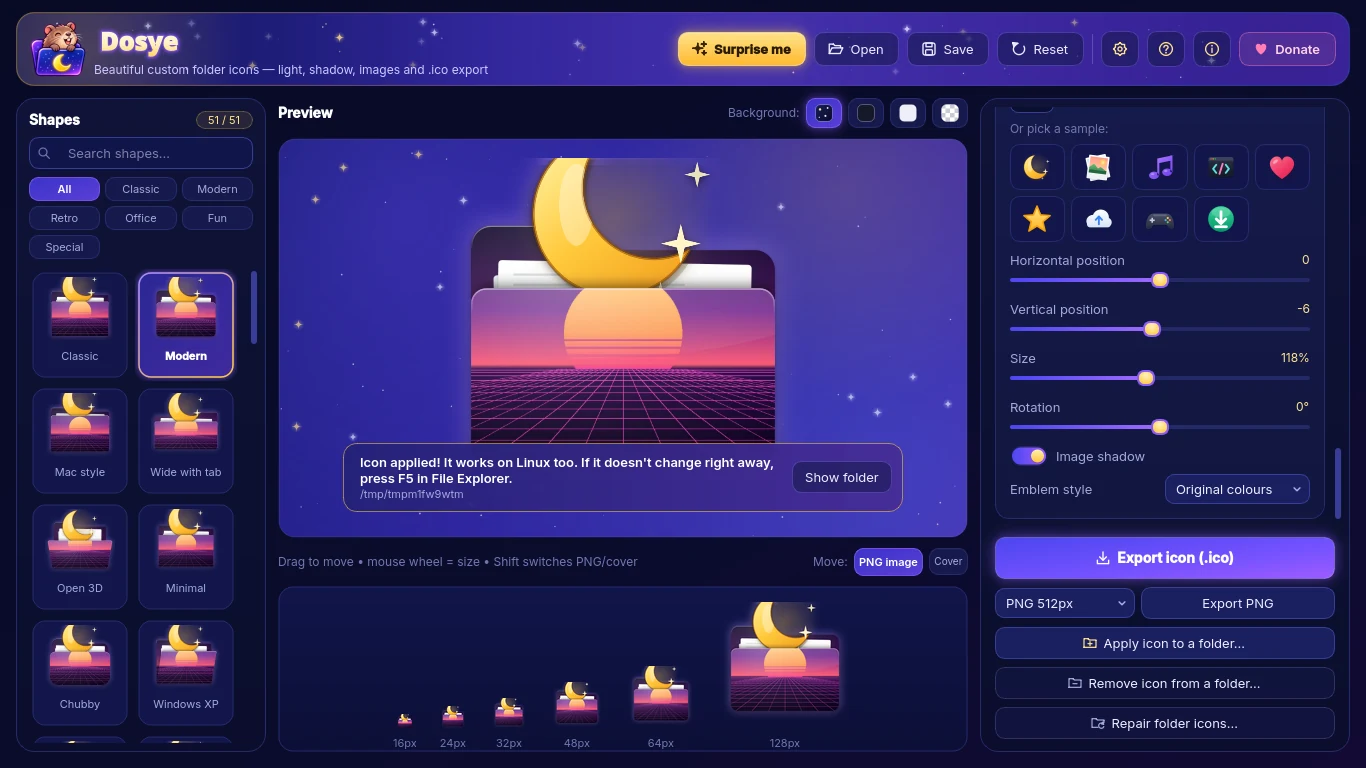 Dosye
Beautiful custom folder icons — light, shadow, images and .ico export
Surprise me
Open
Save
Reset
Donate
Shapes
51 / 51
Search shapes...
All
Classic
Modern
Retro
Office
Fun
Special
Classic
Modern
Mac style
Wide with tab
Open 3D
Minimal
Chubby
Windows XP
Preview
Background:
Icon applied! It works on Linux too. If it doesn't change right away,
press F5 in File Explorer.
/tmp/tmpm1fw9wtm
Show folder
Drag to move • mouse wheel = size • Shift switches PNG/cover
Move:
PNG image
Cover
16px
24px
32px
48px
64px
128px
Or pick a sample:
Horizontal position
0
Vertical position
-6
Size
118%
Rotation
0°
Image shadow
Emblem style
Original colours
Export icon (.ico)
PNG 512px
Export PNG
Apply icon to a folder...
Remove icon from a folder...
Repair folder icons...